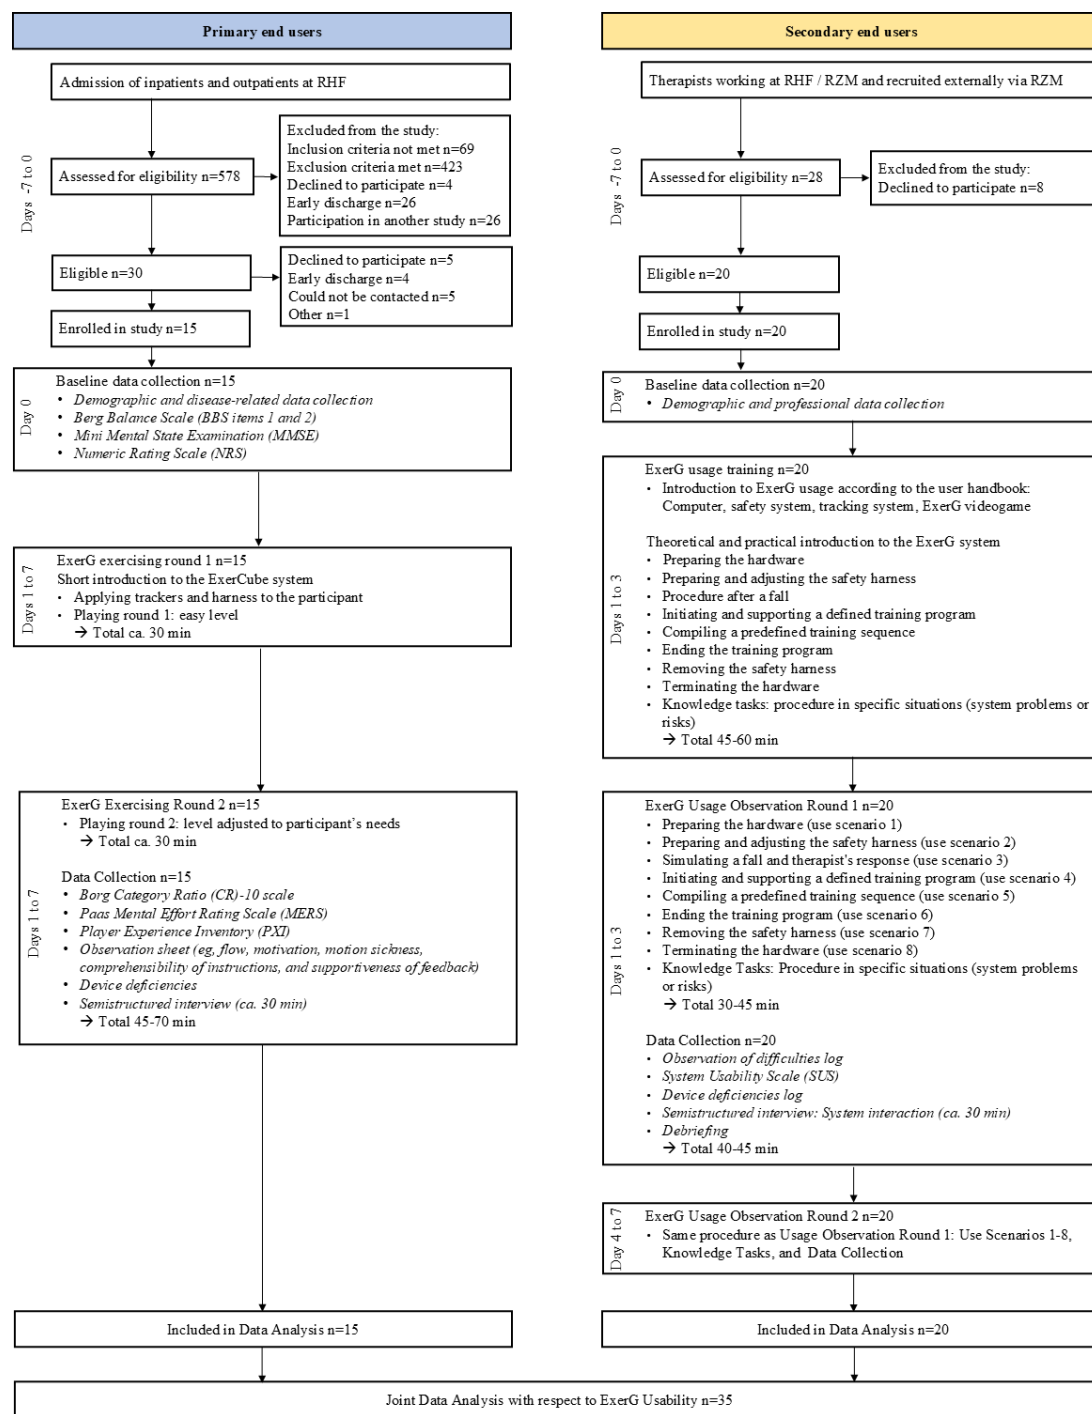 Primary end users
Admission of inpatients and outpatients at RHF
Days -7 to 0
Assessed for eligibility n=578
Excluded from the study:
Inclusion criteria not met n=69
Exclusion criteria met n=423
Declined to participate n=4
Early discharge n=26
Participation in another study n=26
Eligible n=30
Declined to participate n=5
Early discharge n=4
Could not be contacted n=5
Other n=1
Enrolled in study n=15
Day 0
Baseline data collection n=15
• Demographic and disease-related data collection
• Berg Balance Scale (BBS items 1 and 2)
• Mini Mental State Examination (MMSE)
• Numeric Rating Scale (NRS)
Days 1 to 7
ExerG exercising round 1 n=15
Short introduction to the ExerCube system
• Applying trackers and harness to the participant
• Playing round 1: easy level
→ Total ca. 30 min
Days 1 to 7
ExerG Exercising Round 2 n=15
• Playing round 2: level adjusted to participant's needs
→ Total ca. 30 min
Data Collection n=15
• Borg Category Ratio (CR)-10 scale
• Paas Mental Effort Rating Scale (MERS)
• Player Experience Inventory (PXI)
• Observation sheet (eg, flow, motivation, motion sickness,
comprehensibility of instructions, and supportiveness of feedback)
• Device deficiencies
• Semistructured interview (ca. 30 min)
→ Total 45-70 min
Included in Data Analysis n=15
Secondary end users
Therapists working at RHF / RZM and recruited externally via RZM
Days -7 to 0
Assessed for eligibility n=28
Excluded from the study:
Declined to participate n=8
Eligible n=20
Enrolled in study n=20
Day 0
Baseline data collection n=20
• Demographic and professional data collection
Days 1 to 3
ExerG usage training n=20
• Introduction to ExerG usage according to the user handbook:
Computer, safety system, tracking system, ExerG videogame
Theoretical and practical introduction to the ExerG system
• Preparing the hardware
• Preparing and adjusting the safety harness
• Procedure after a fall
• Initiating and supporting a defined training program
• Compiling a predefined training sequence
• Ending the training program
• Removing the safety harness
• Terminating the hardware
• Knowledge tasks: procedure in specific situations (system problems or
risks)
→ Total 45-60 min
Days 1 to 3
ExerG Usage Observation Round 1 n=20
• Preparing the hardware (use scenario 1)
• Preparing and adjusting the safety harness (use scenario 2)
• Simulating a fall and therapist's response (use scenario 3)
• Initiating and supporting a defined training program (use scenario 4)
• Compiling a predefined training sequence (use scenario 5)
• Ending the training program (use scenario 6)
• Removing the safety harness (use scenario 7)
• Terminating the hardware (use scenario 8)
• Knowledge Tasks: Procedure in specific situations (system problems
or risks)
→ Total 30-45 min
Data Collection n=20
• Observation of difficulties log
• System Usability Scale (SUS)
• Device deficiencies log
• Semistructured interview: System interaction (ca. 30 min)
• Debriefing
→ Total 40-45 min
Day 4 to 7
ExerG Usage Observation Round 2 n=20
• Same procedure as Usage Observation Round 1: Use Scenarios 1-8,
Knowledge Tasks, and Data Collection
Included in Data Analysis n=20
Joint Data Analysis with respect to ExerG Usability n=35